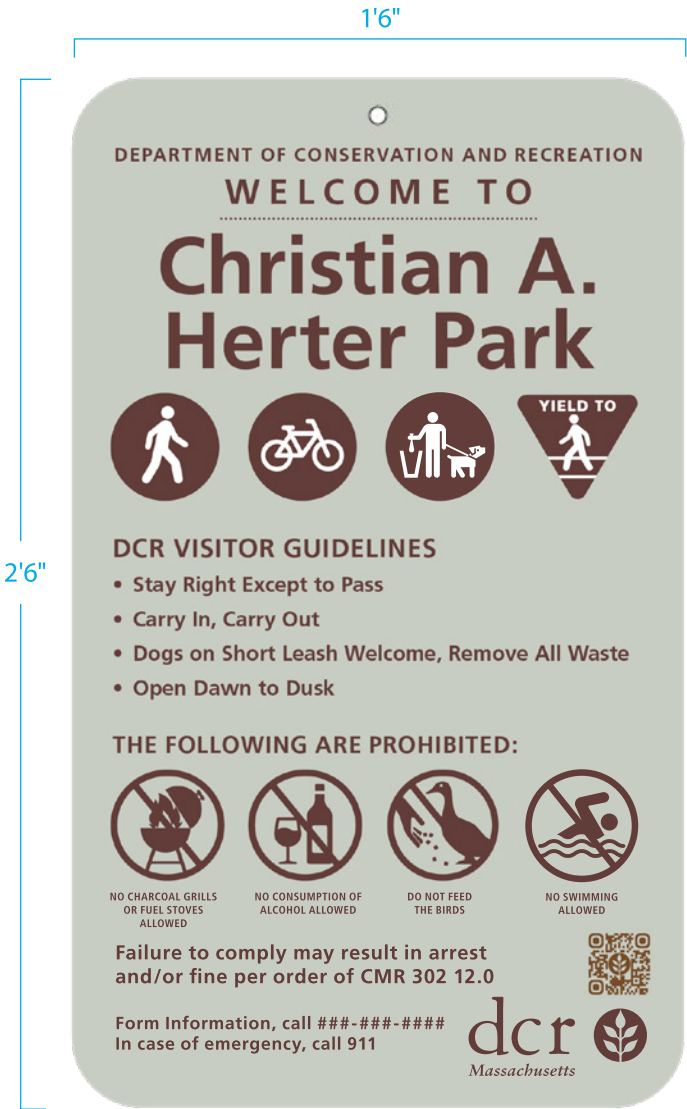 1'6"
DEPARTMENT OF CONSERVATION AND RECREATION
WELCOME TO
Christian A.
Herter Park
YIELD TO
2'6"
DCR VISITOR GUIDELINES
• Stay Right Except to Pass
• Carry In, Carry Out
• Dogs on Short Leash Welcome, Remove All Waste
• Open Dawn to Dusk
THE FOLLOWING ARE PROHIBITED:
NO CHARCOAL GRILLS
OR FUEL STOVES
ALLOWED
NO CONSUMPTION OF
ALCOHOL ALLOWED
DO NOT FEED
THE BIRDS
NO SWIMMING
ALLOWED
Failure to comply may result in arrest
and/or fine per order of CMR 302 12.0
Form Information, call ###-###-####
In case of emergency, call 911
dcr
Massachusetts